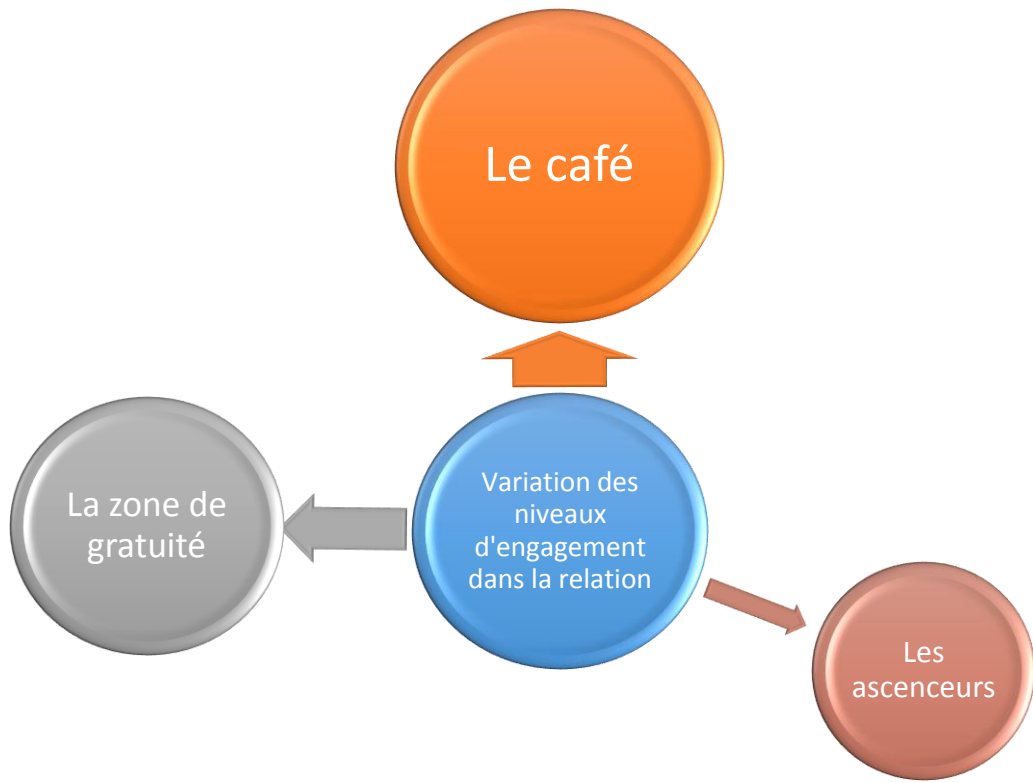 Le café
La zone de
gratuité
Variation des
niveaux
d'engagement
dans la relation
Les
ascenceurs